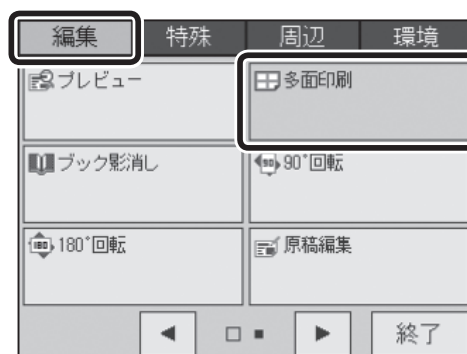 編集 特殊 周辺 環境
プレビュー 多面印刷
ブック影消し 90°回転
180°回転 原稿編集
終了